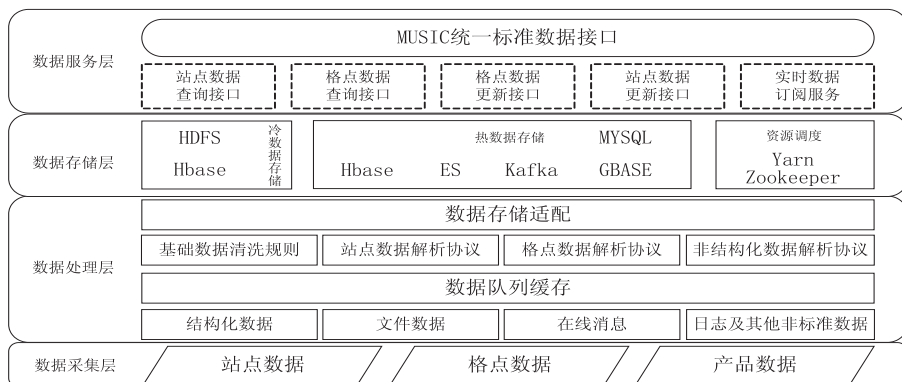 MUSIC统一标准数据接口
数据服务层
站点数据
查询接口
格点数据
查询接口
格点数据
更新接口
站点数据
更新接口
实时数据
订阅服务
数据存储层
HDFS
Hbase
冷数据存储
热数据存储
MYSQL
Hbase
ES
Kafka
GBASE
资源调度
Yarn
Zookeeper
数据处理层
数据存储适配
基础数据清洗规则
站点数据解析协议
格点数据解析协议
非结构化数据解析协议
数据队列缓存
结构化数据
文件数据
在线消息
日志及其他非标准数据
数据采集层
站点数据
格点数据
产品数据